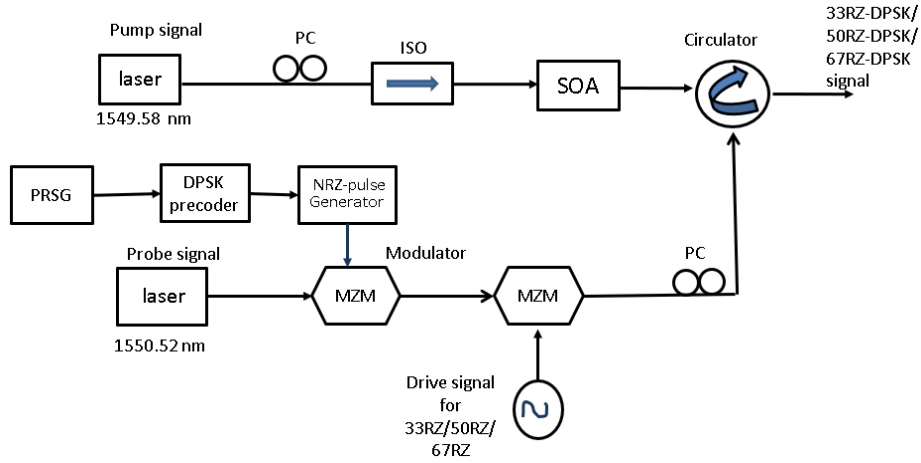 Pump signal
PC
ISO
Circulator
33RZ-DPSK/
50RZ-DPSK/
67RZ-DPSK
signal
laser
SOA
1549.58 nm
PRSG
DPSK
precoder
NRZ-pulse
Generator
Probe signal
Modulator
PC
laser
MZM
MZM
1550.52 nm
Drive signal
for
33RZ/50RZ/
67RZ